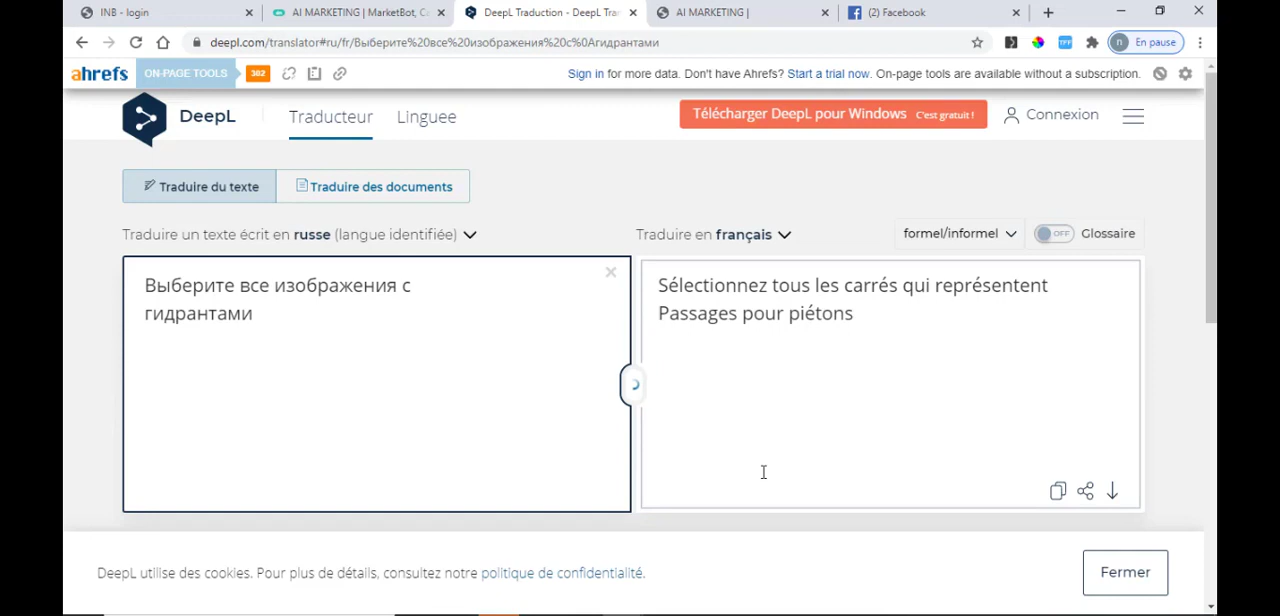 INB - login
AI MARKETING | MarketBot, C
DeepL Traduction - DeepL Tra
AI MARKETING |
(2) Facebook
deepl.com/translator#ru/fr/Выберите%20все%20изображения%20с%0Агидрантами
n
En pause
ahrefs
ON-PAGE TOOLS
302
Sign in for more data. Don't have Ahrefs? Start a trial now. On-page tools are available without a subscription.
DeepL
Traducteur
Linguee
Télécharger DeepL pour Windows C'est gratuit !
Connexion
Traduire du texte
Traduire des documents
Traduire un texte écrit en russe (langue identifiée)
Traduire en français
formel/informel
OFF
Glossaire
Выберите все изображения с
гидрантами
Sélectionnez tous les carrés qui représentent
Passages pour piétons
DeepL utilise des cookies. Pour plus de détails, consultez notre politique de confidentialité.
Fermer